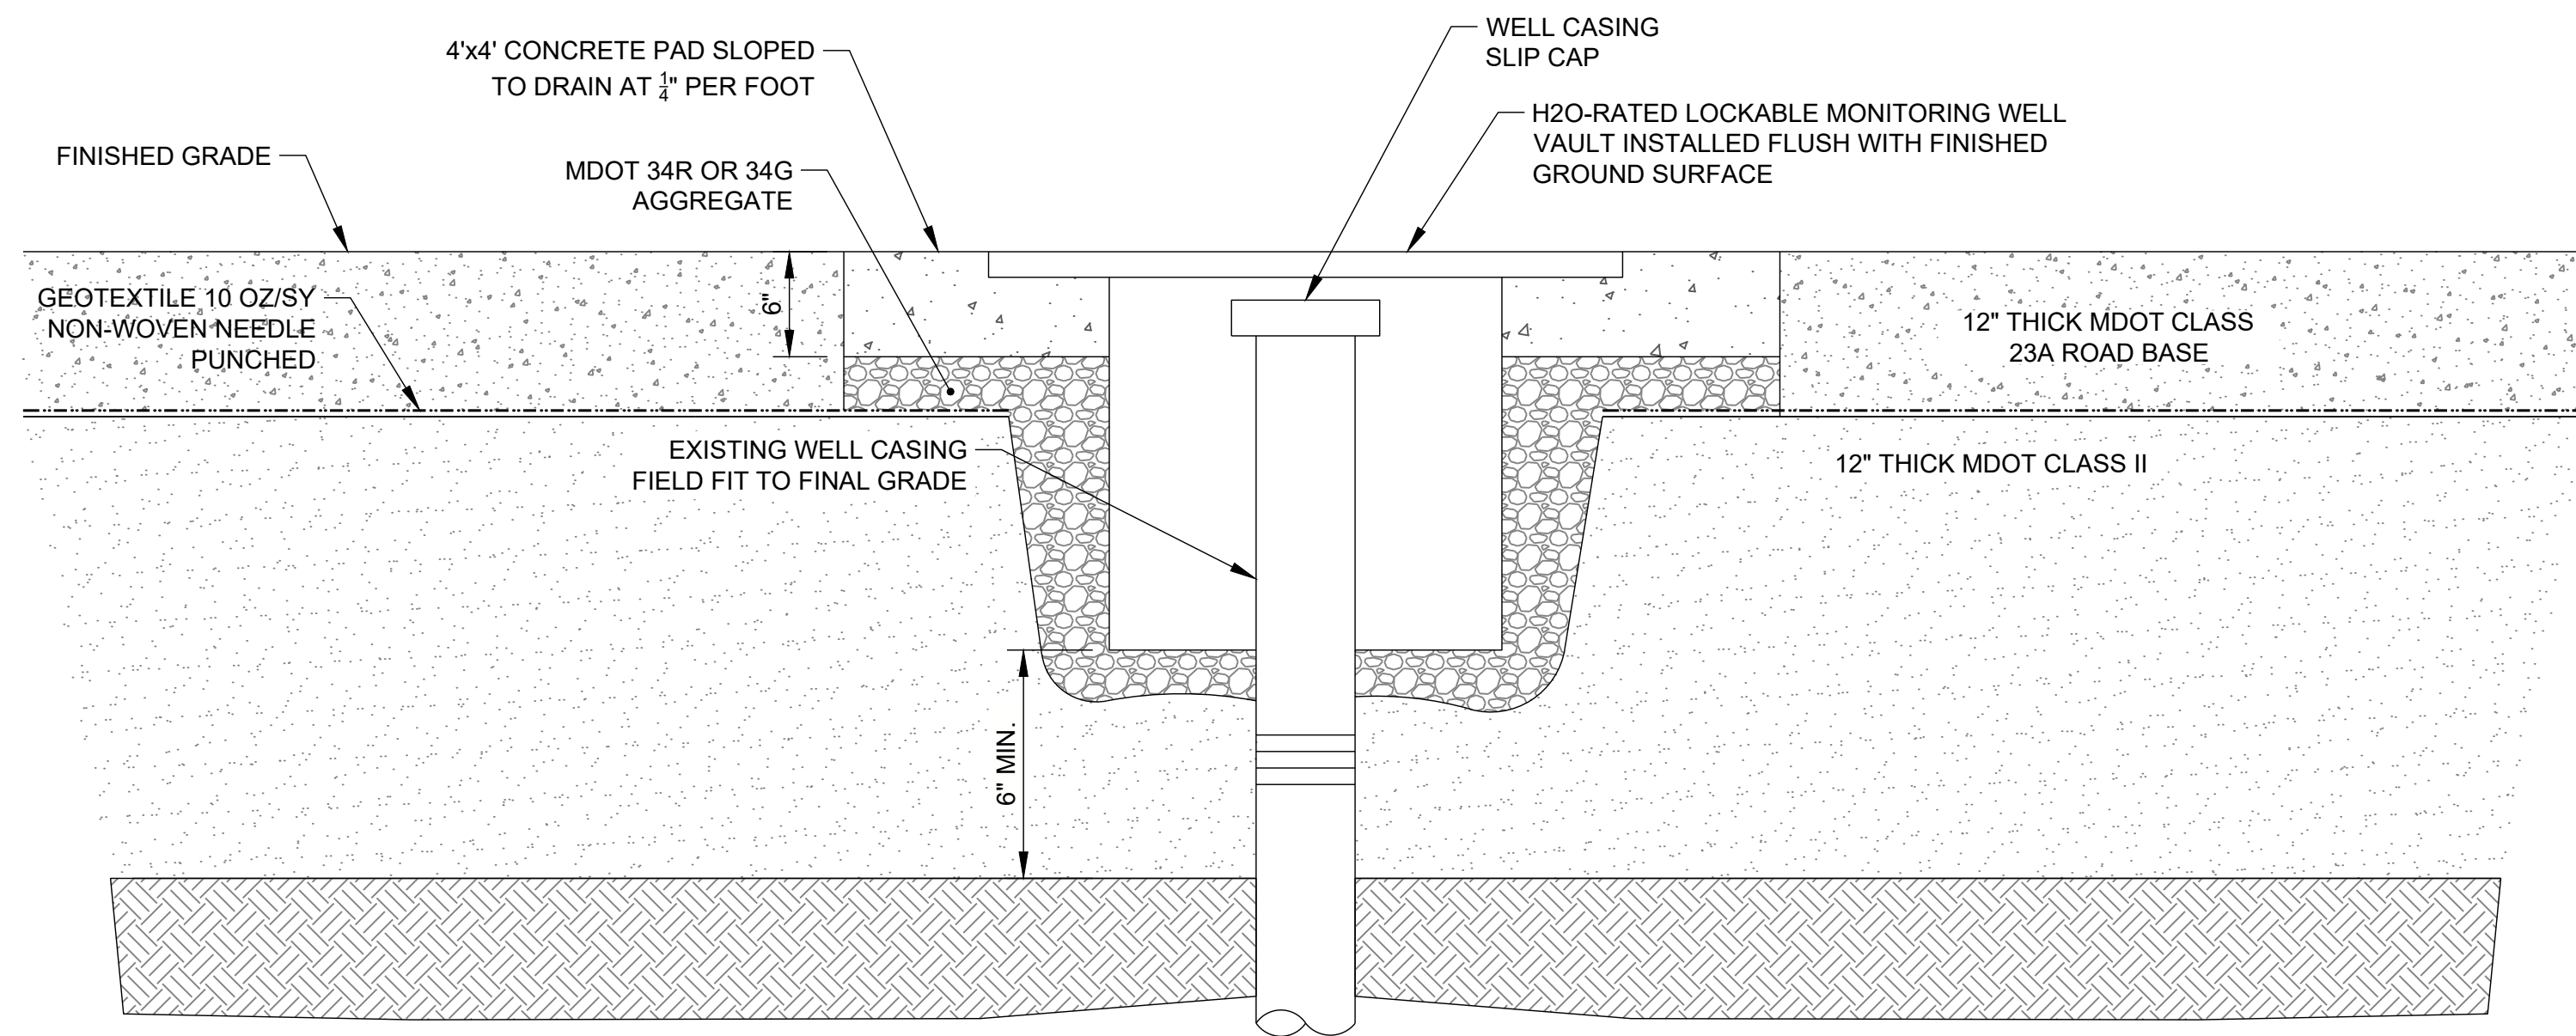 WELL CASING
SLIP CAP
4'x4' CONCRETE PAD SLOPED
TO DRAIN AT 1/4" PER FOOT
H2O-RATED LOCKABLE MONITORING WELL
VAULT INSTALLED FLUSH WITH FINISHED
GROUND SURFACE
FINISHED GRADE
MDOT 34R OR 34G
AGGREGATE
GEOTEXTILE 10 OZ/SY
NON-WOVEN NEEDLE
PUNCHED
6"
12" THICK MDOT CLASS
23A ROAD BASE
EXISTING WELL CASING
FIELD FIT TO FINAL GRADE
12" THICK MDOT CLASS II
6" MIN.